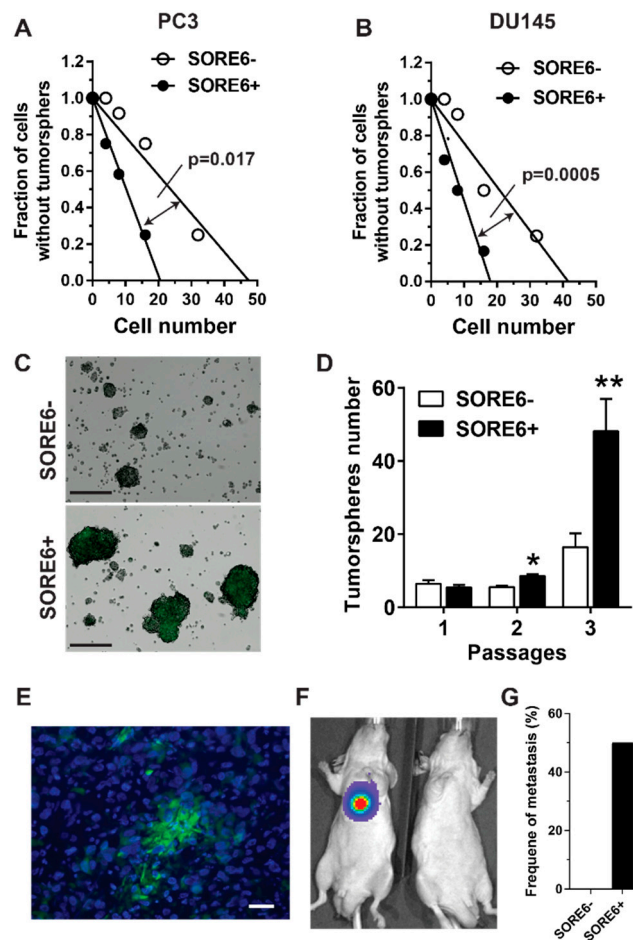 PC3
DU145
A
SORE6-
SORE6+
Fraction of cells
without tumorsphers
1.2
1.0
0.8
0.6
0.4
1.2
0.0
p=0.017
0 10 20 30 40 50
Cell number
B
SORE6-
SORE6+
Fraction of cells
without tumorsphers
1.2
1.0
0.8
0.6
0.4
1.2
0.0
p=0.0005
0 10 20 30 40 50
Cell number
C
SORE6-
SORE6+
D
SORE6-
SORE6+
Tumorspheres number
60
40
20
0
*
**
1 2 3
Passages
E
F
G
Frequene of metastasis (%)
60
40
20
0
SORE6-
SORE6+